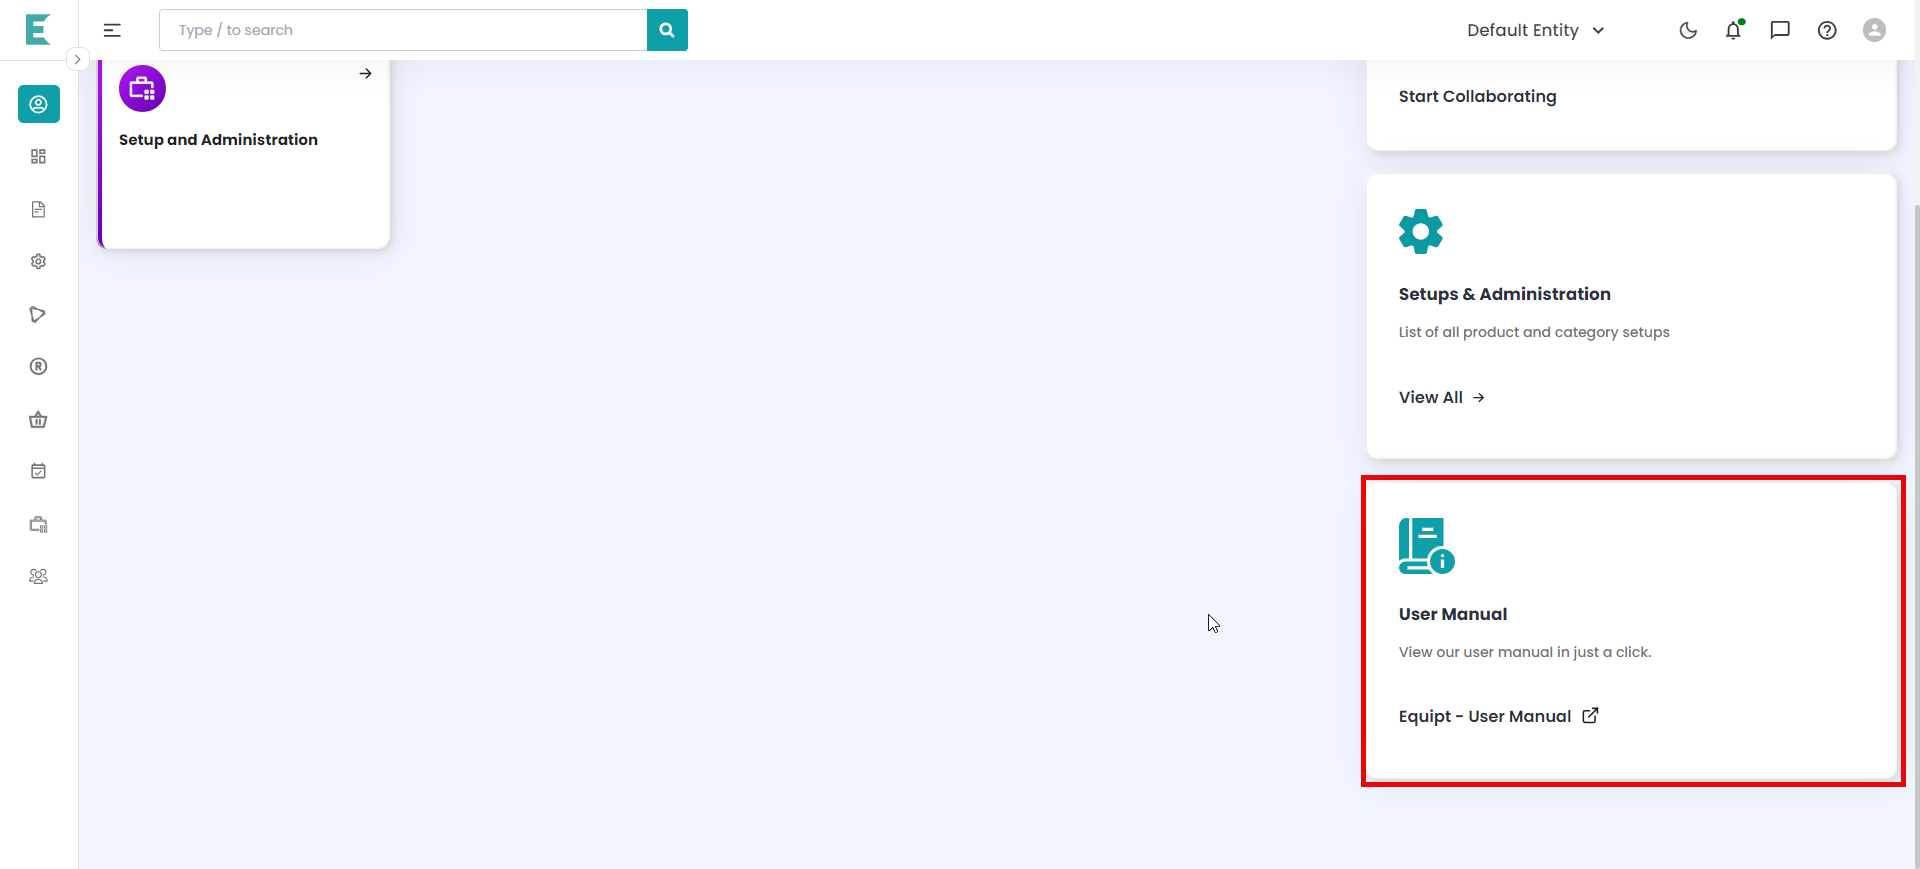 Type / to search
Default Entity
Setup and Administration
Start Collaborating
Setups & Administration
List of all product and category setups
View All
User Manual
View our user manual in just a click.
Equipt - User Manual